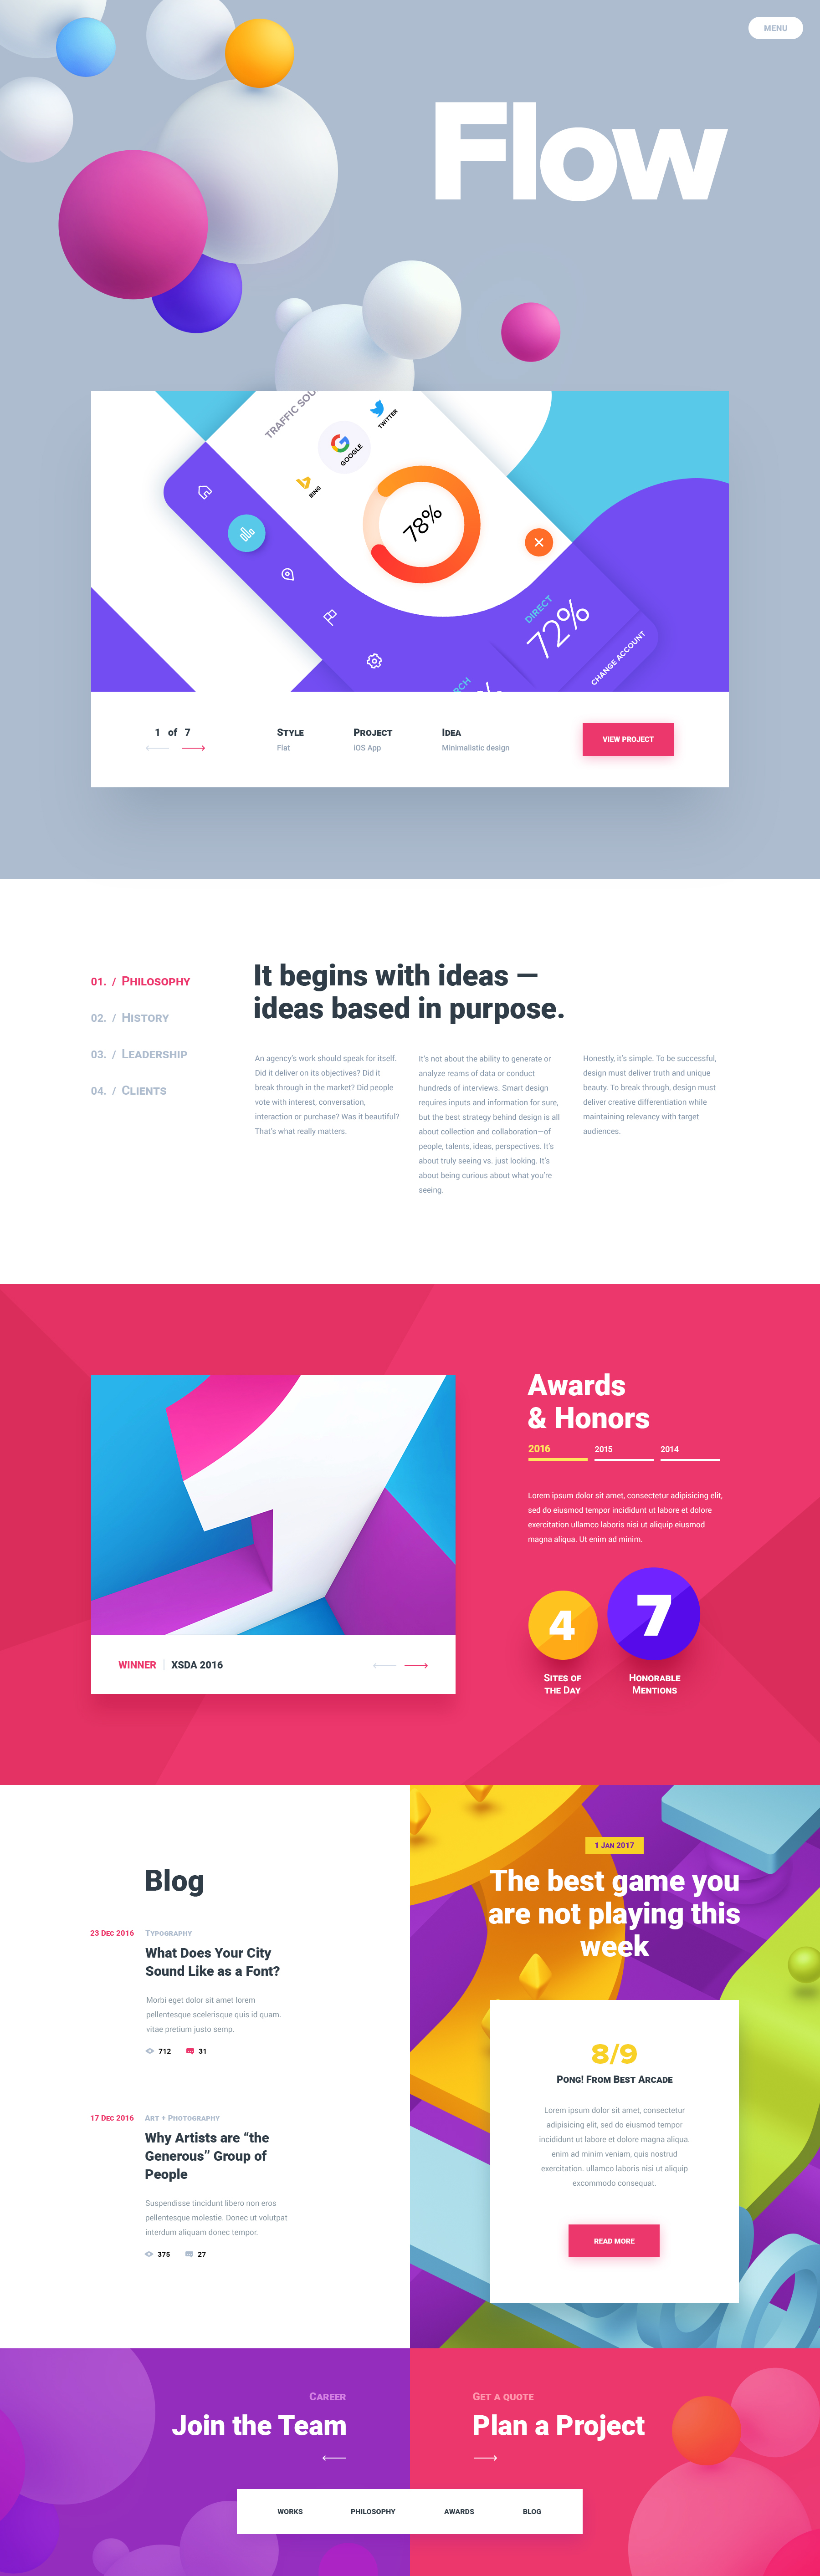 MENU
Flow
TRAFFIC SOU
TWITTER
GOOGLE
BING
78%
DIRECT
72%
RCH
%
CHANGE ACCOUNT
1 of 7
STYLE
Flat
PROJECT
iOS App
IDEA
Minimalistic design
VIEW PROJECT
01. / PHILOSOPHY
02. / HISTORY
03. / LEADERSHIP
04. / CLIENTS
It begins with ideas —
ideas based in purpose.
An agency's work should speak for itself.
Did it deliver on its objectives? Did it
break through in the market? Did people
vote with interest, conversation,
interaction or purchase? Was it beautiful?
That's what really matters.
It's not about the ability to generate or
analyze reams of data or conduct
hundreds of interviews. Smart design
requires inputs and information for sure,
but the best strategy behind design is all
about collection and collaboration—of
people, talents, ideas, perspectives. It's
about truly seeing vs. just looking. It's
about being curious about what you're
seeing.
Honestly, it's simple. To be successful,
design must deliver truth and unique
beauty. To break through, design must
deliver creative differentiation while
maintaining relevancy with target
audiences.
WINNER | XSDA 2016
Awards
& Honors
2016 2015 2014
Lorem ipsum dolor sit amet, consectetur adipisicing elit,
sed do eiusmod tempor incididunt ut labore et dolore
exercitation ullamco laboris nisi ut aliquip eiusmod
magna aliqua. Ut enim ad minim.
4
SITES OF
THE DAY
7
HONORABLE
MENTIONS
Blog
23 DEC 2016
TYPOGRAPHY
What Does Your City
Sound Like as a Font?
Morbi eget dolor sit amet lorem
pellentesque scelerisque quis id quam.
vitae pretium justo semp.
712 31
17 DEC 2016
ART + PHOTOGRAPHY
Why Artists are “the
Generous” Group of
People
Suspendisse tincidunt libero non eros
pellentesque molestie. Donec ut volutpat
interdum aliquam donec tempor.
375 27
1 JAN 2017
The best game you
are not playing this
week
8/9
PONG! FROM BEST ARCADE
Lorem ipsum dolor sit amet, consectetur
adipisicing elit, sed do eiusmod tempor
incididunt ut labore et dolore magna aliqua.
enim ad minim veniam, quis nostrud
exercitation. ullamco laboris nisi ut aliquip
excommodo consequat.
READ MORE
CAREER
Join the Team
GET A QUOTE
Plan a Project
WORKS PHILOSOPHY AWARDS BLOG